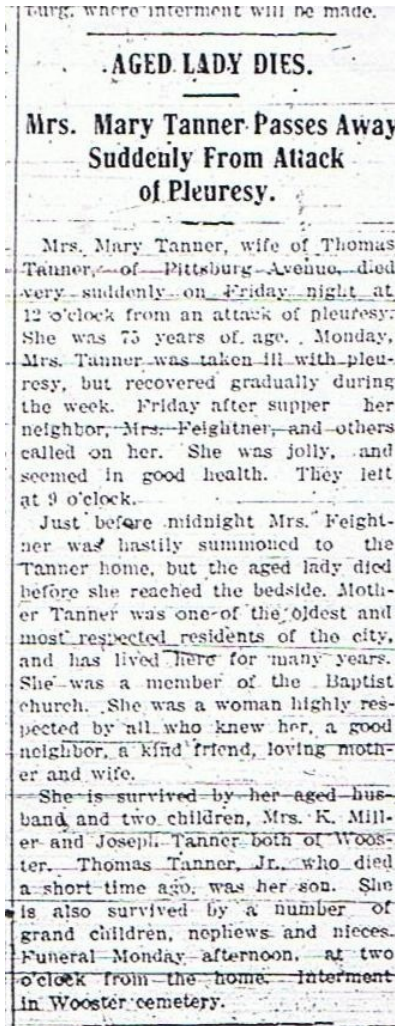 burg, where interment will be made.
AGED LADY DIES.
Mrs. Mary Tanner Passes Away
Suddenly From Attack
of Pleuresy.
Mrs. Mary Tanner, wife of Thomas
Tanner, of Pittsburg Avenue, died
very suddenly on Friday night at
12 o'clock from an attack of pleuresy.
She was 75 years of age. Monday,
Mrs. Tanner was taken ill with pleu-
resy, but recovered gradually during
the week. Friday after supper her
neighbor, Mrs. Feightner, and others
called on her. She was jolly, and
seemed in good health. They left
at 9 o'clock.
Just before midnight Mrs. Feight-
ner was hastily summoned to the
Tanner home, but the aged lady died
before she reached the bedside. Moth-
er Tanner was one of the oldest and
most respected residents of the city,
and has lived here for many years.
She was a member of the Baptist
church. She was a woman highly res-
pected by all who knew her, a good
neighbor, a kind friend, loving moth-
er and wife.
She is survived by her aged hus-
band and two children, Mrs. K. Mill-
er and Joseph Tanner both of Woos-
ter. Thomas Tanner, Jr., who died
a short time ago, was her son. She
is also survived by a number of
grand children, nephews and nieces.
Funeral Monday afternoon, at two
o'clock from the home. Interment
in Wooster cemetery.